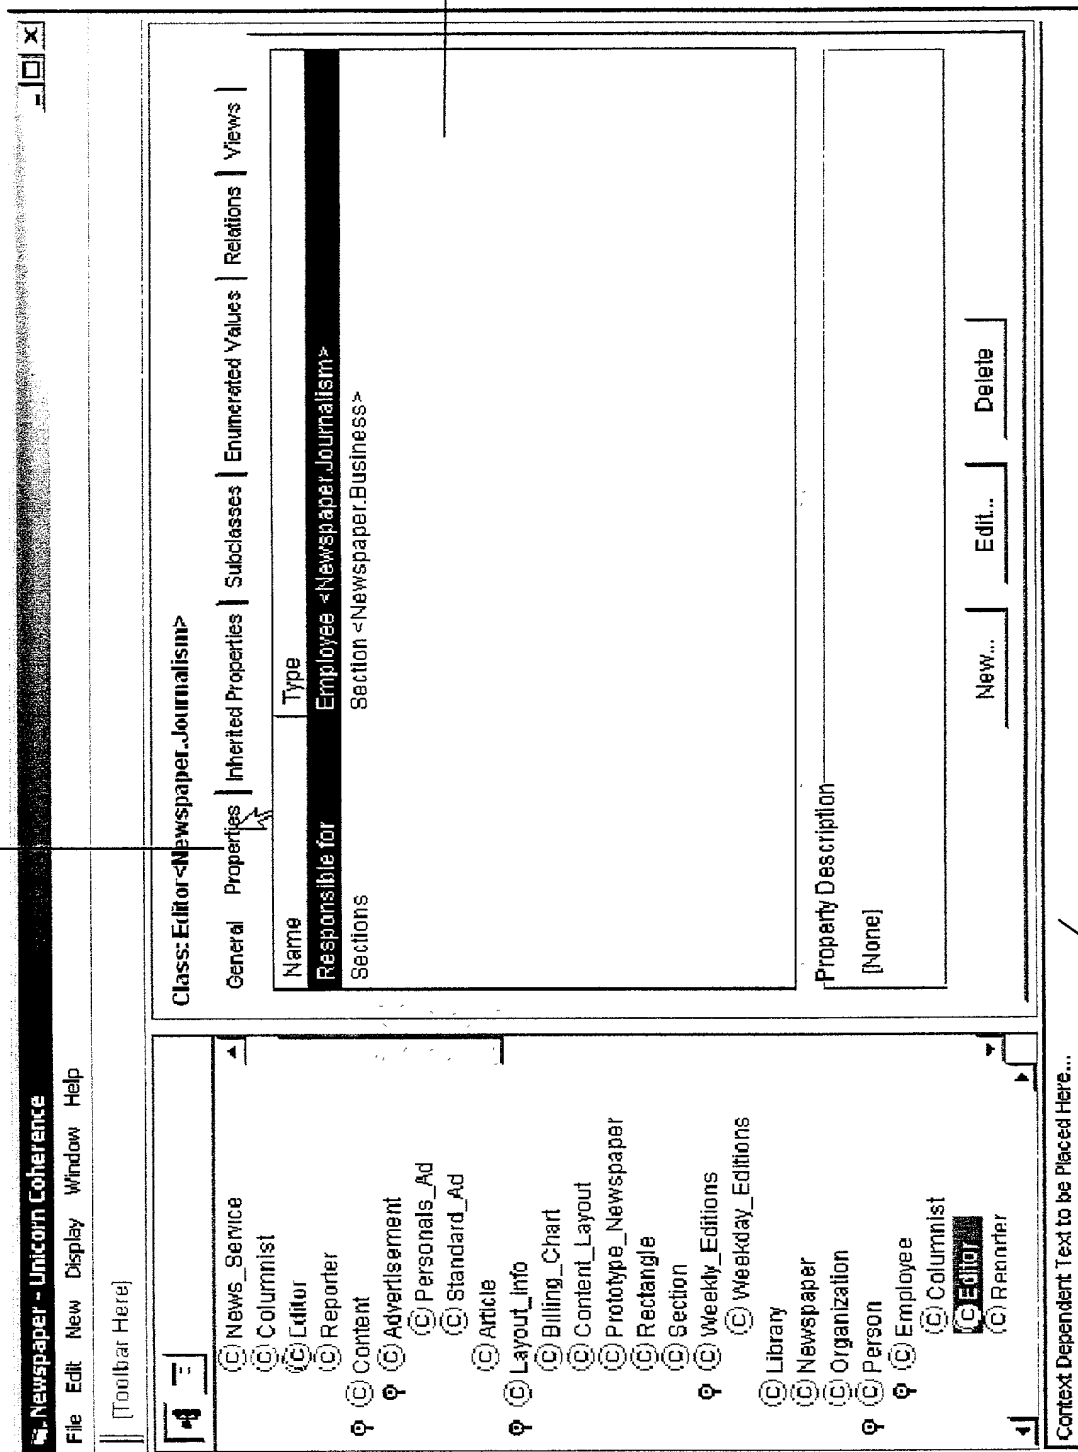 Newspaper - Unicorn Coherence
File Edit New Display Window Help
[Toolbar Here]
News_Service
Columnist
Editor
Reporter
Content
Advertisement
Personals_Ad
Standard_Ad
Article
Layout_Info
Billing_Chart
Content_Layout
Prototype_Newspaper
Rectangle
Section
Weekly_Editions
Weekday_Editions
Library
Newspaper
Organization
Person
Employee
Columnist
Editor
Reporter
Class: Editor<Newspaper.Journalism>
General Properties Inherited Properties Subclasses Enumerated Values Relations Views
Name Type
Responsible for Employee <Newspaper.Journalism>
Sections Section <Newspaper.Business>
Property Description
[None]
New... Edit... Delete
Context Dependent Text to be Placed Here...